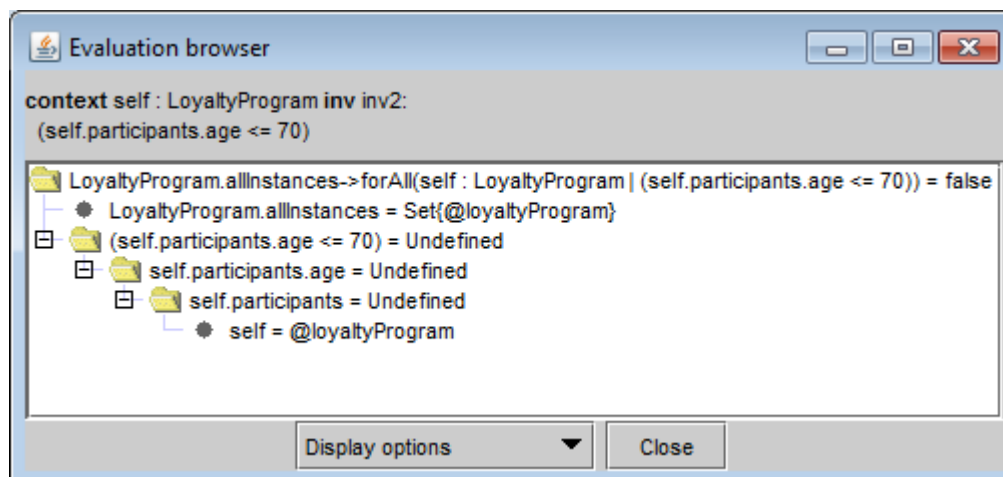 Evaluation browser
context self : LoyaltyProgram inv inv2:
(self.participants.age <= 70)
LoyaltyProgram.allInstances->forAll(self : LoyaltyProgram | (self.participants.age <= 70)) = false
LoyaltyProgram.allInstances = Set{@loyaltyProgram}
(self.participants.age <= 70) = Undefined
self.participants.age = Undefined
self.participants = Undefined
self = @loyaltyProgram
Display options
Close